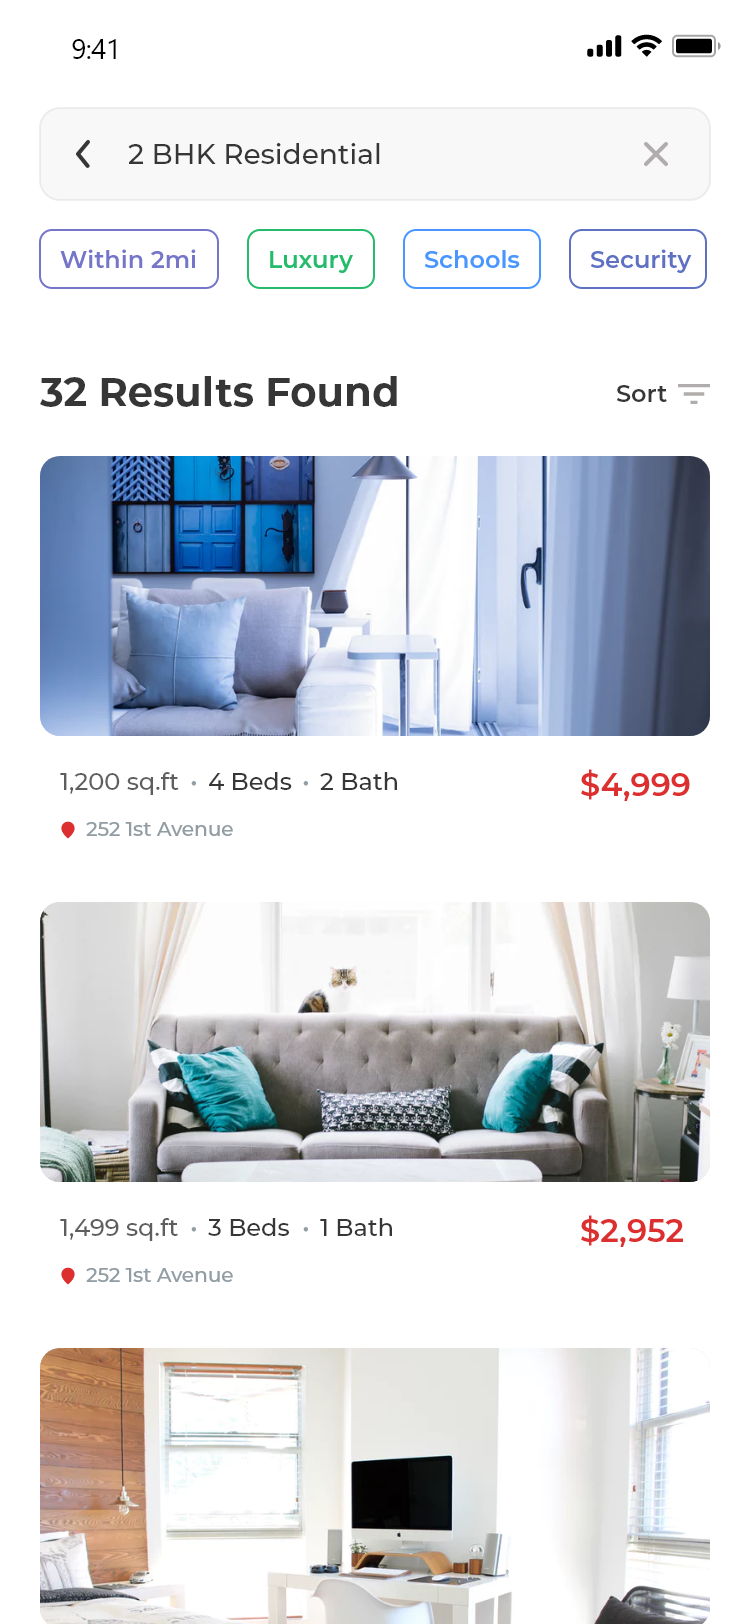 9:41
2 BHK Residential
Within 2mi Luxury Schools Security
32 Results Found
Sort
1,200 sq.ft • 4 Beds • 2 Bath
$4,999
252 1st Avenue
1,499 sq.ft • 3 Beds • 1 Bath
$2,952
252 1st Avenue